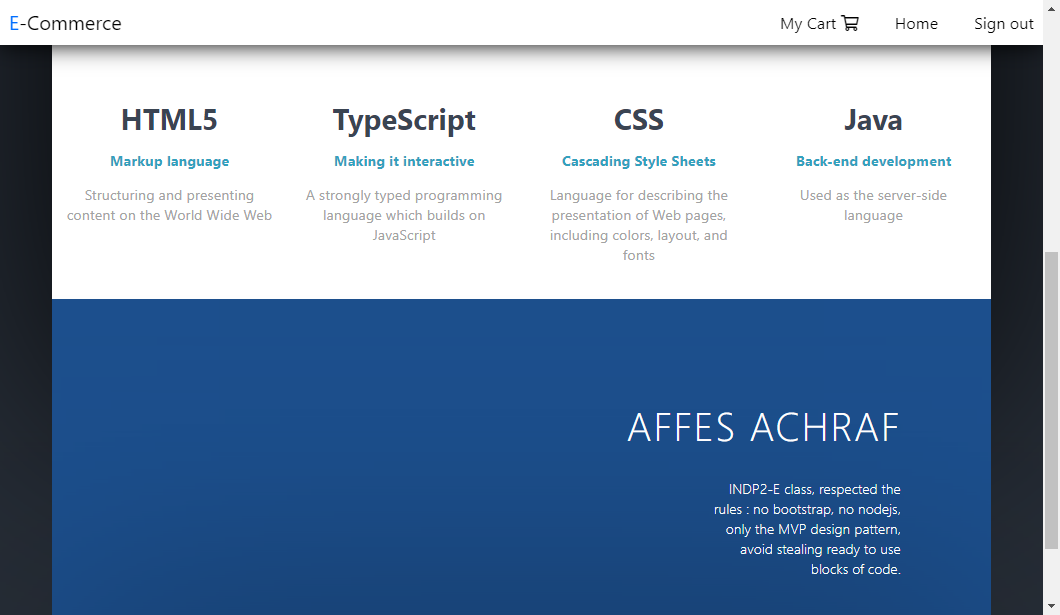 E-Commerce
My Cart
Home
Sign out
HTML5
Markup language
Structuring and presenting
content on the World Wide Web
TypeScript
Making it interactive
A strongly typed programming
language which builds on
JavaScript
CSS
Cascading Style Sheets
Language for describing the
presentation of Web pages,
including colors, layout, and
fonts
Java
Back-end development
Used as the server-side
language
AFFES ACHRAF
INDP2-E class, respected the
rules : no bootstrap, no nodejs,
only the MVP design pattern,
avoid stealing ready to use
blocks of code.